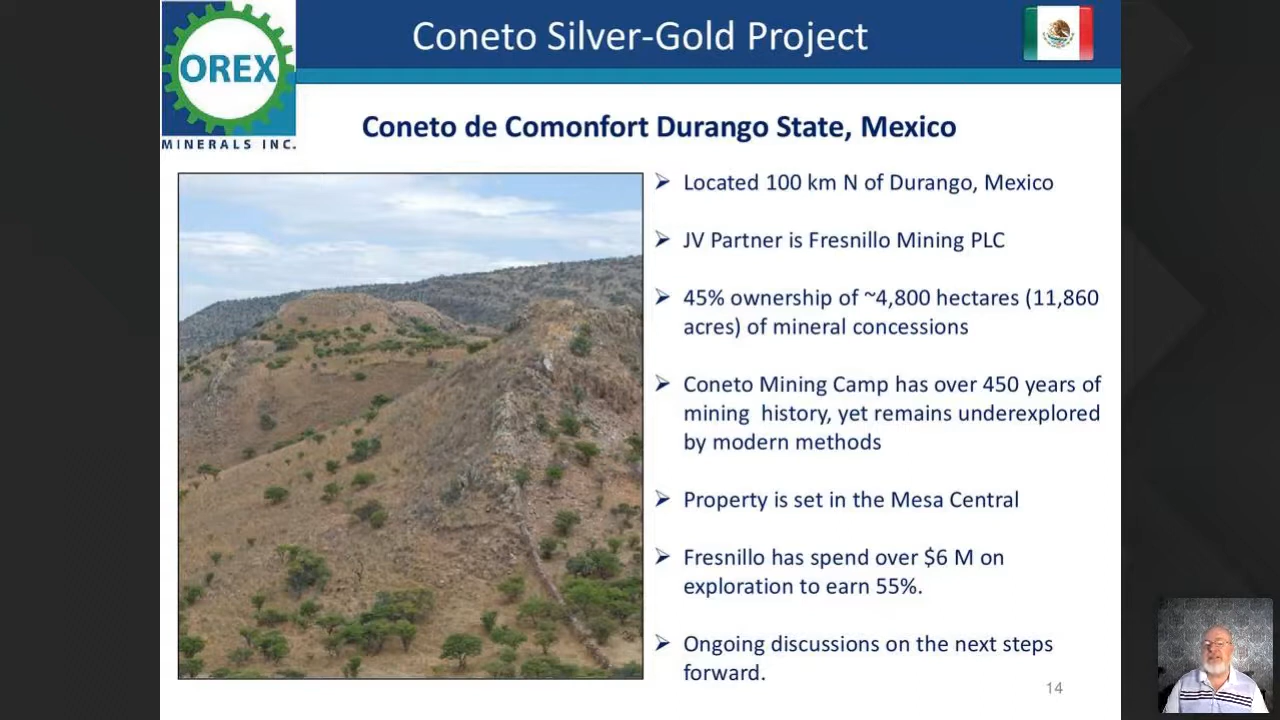 Coneto Silver-Gold Project
OREX
MINERALS INC.
Coneto de Comonfort Durango State, Mexico
➢ Located 100 km N of Durango, Mexico
➢ JV Partner is Fresnillo Mining PLC
➢ 45% ownership of ~4,800 hectares (11,860
acres) of mineral concessions
➢ Coneto Mining Camp has over 450 years of
mining history, yet remains underexplored
by modern methods
➢ Property is set in the Mesa Central
➢ Fresnillo has spend over $6 M on
exploration to earn 55%.
➢ Ongoing discussions on the next steps
forward.
14